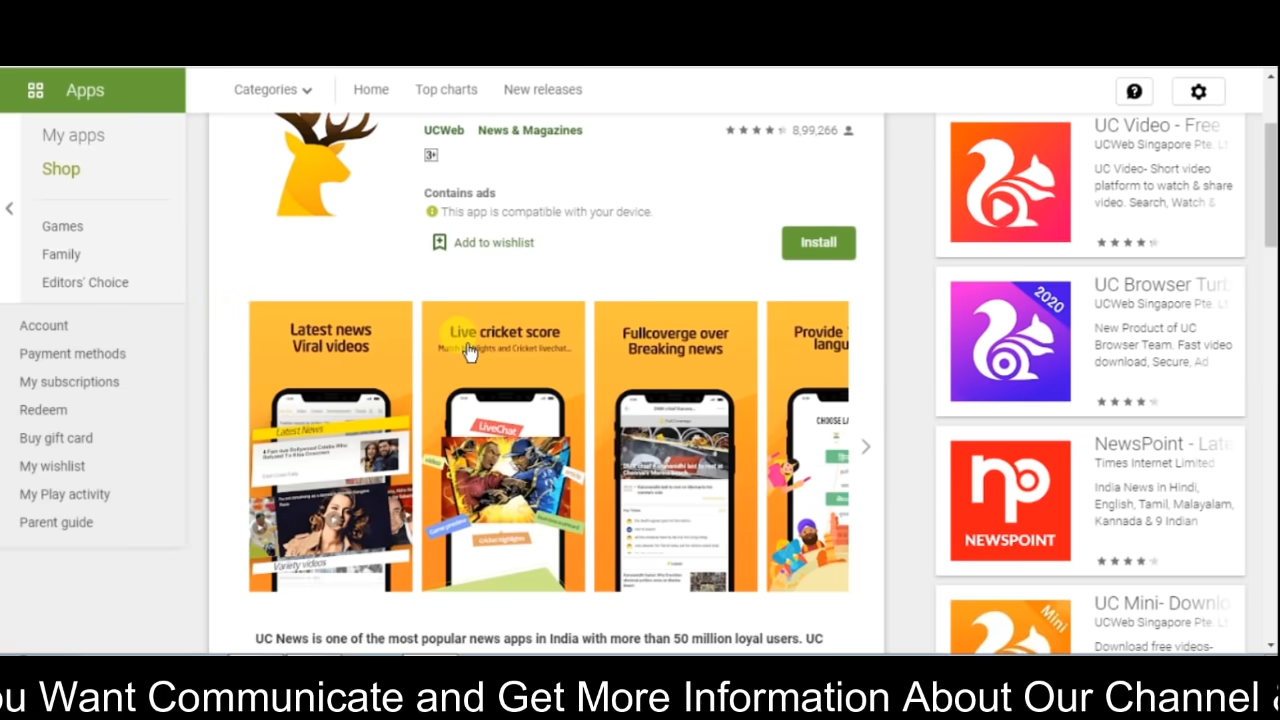 Apps
Categories
Home
Top charts
New releases
My apps
Shop
Games
Family
Editors' Choice
Account
Payment methods
My subscriptions
Redeem
Buy gift card
My wishlist
My Play activity
Parent guide
UCWeb News & Magazines
8,99,266
3+
Contains ads
This app is compatible with your device.
Add to wishlist
Install
Latest news
Viral videos
Latest News
Variety videos
Live cricket score
and Cricket livechat...
LiveChat
Cricket highlights
Fullcoverge over
Breaking news
Provide
langu
CHOOSE LA
UC News is one of the most popular news apps in India with more than 50 million loyal users. UC
UC Video - Free
UCWeb Singapore Pte.
UC Video- Short video
platform to watch & share
video. Search, Watch &
2020
UC Browser Turb
UCWeb Singapore Pte.
New Product of UC
Browser Team. Fast video
download, Secure, Ad
NEWSPOINT
NewsPoint - Late
Times Internet Limited
India News in Hindi,
English, Tamil, Malayalam,
Kannada & 9 Indian
Mini
UC Mini- Downlo
UCWeb Singapore Pte.
Download free videos-
ou Want Communicate and Get More Information About Our Channel &